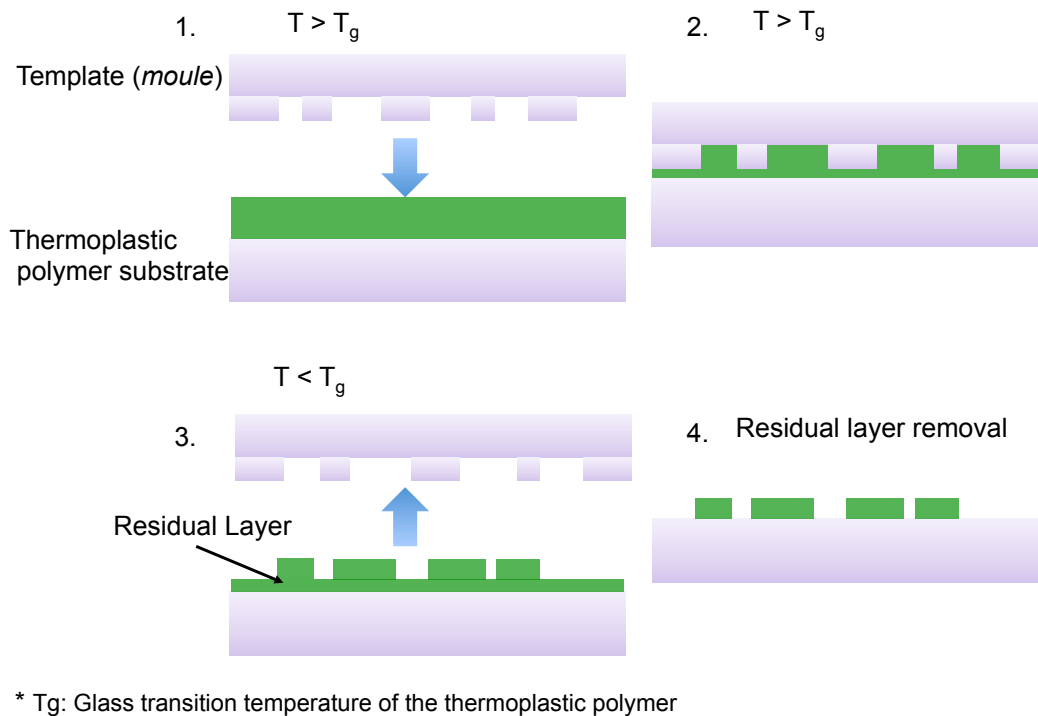 1. T > Tg
Template (moule)
Thermoplastic
polymer substrate
2. T > Tg
T < Tg
3.
Residual Layer
4. Residual layer removal
* Tg: Glass transition temperature of the thermoplastic polymer